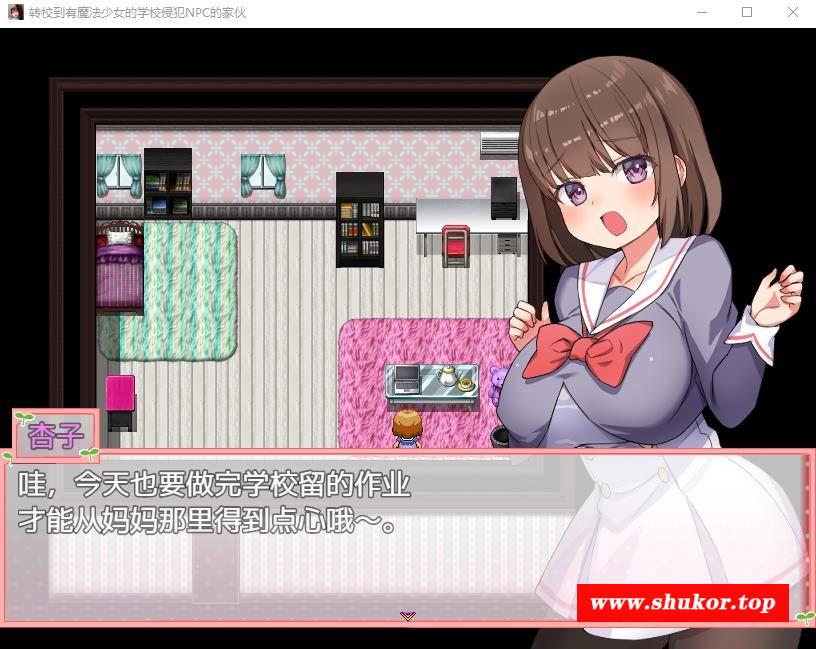 转校到有魔法少女的学校侵犯NPC的家伙
杏子
哇，今天也要做完学校留的作业
才能从妈妈那里得到点心哦～。
www.shukor.top